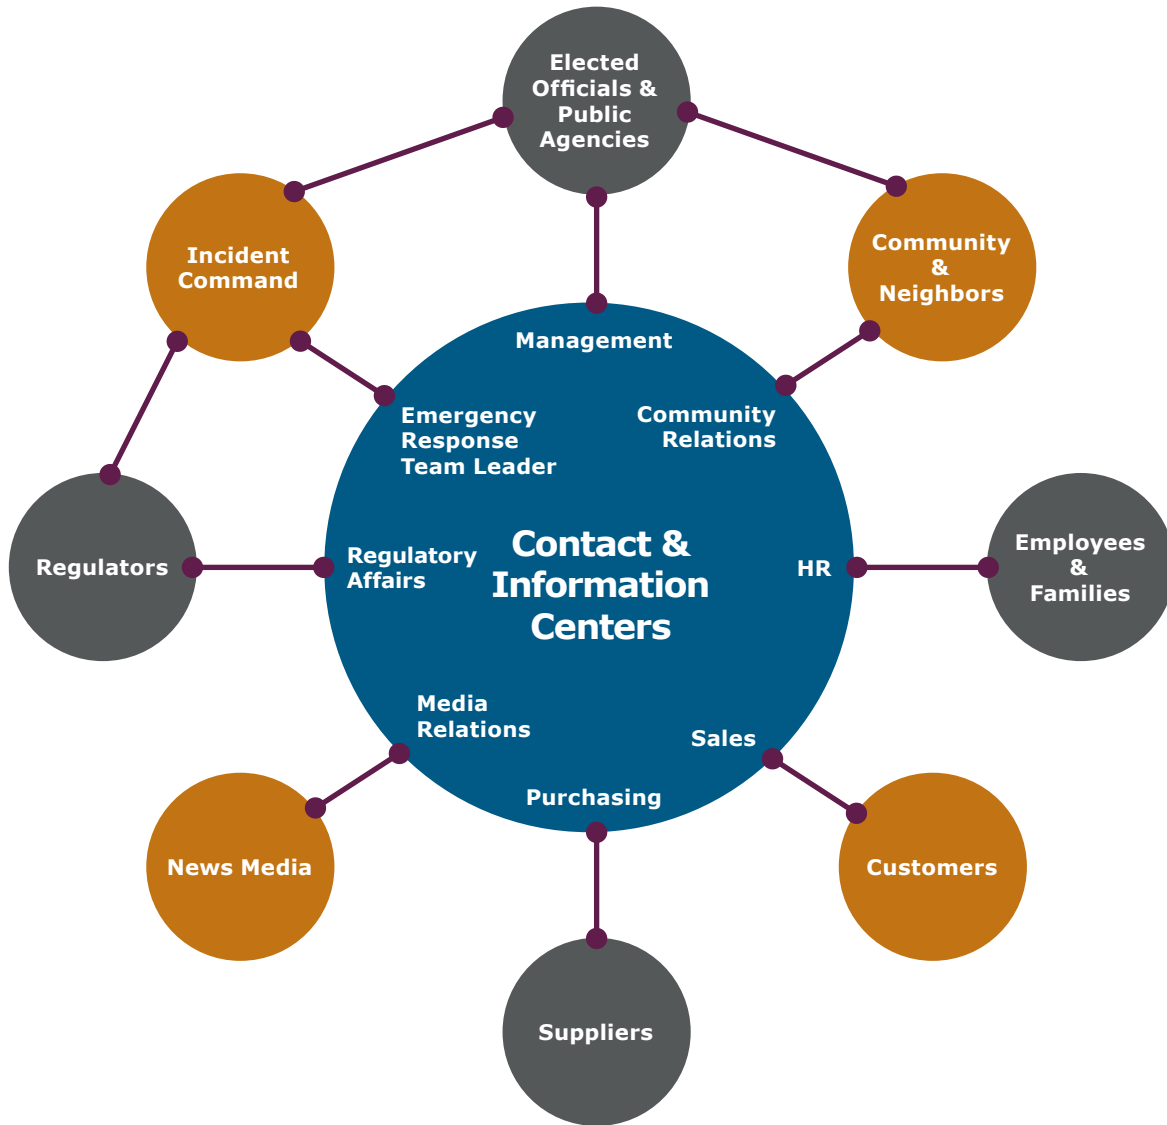 Elected
Officials &
Public
Agencies
Incident
Command
Community
&
Neighbors
Management
Emergency
Response
Team Leader
Community
Relations
Regulators
Regulatory
Affairs
Contact &
Information
Centers
HR
Employees
&
Families
Media
Relations
Sales
Purchasing
News Media
Customers
Suppliers